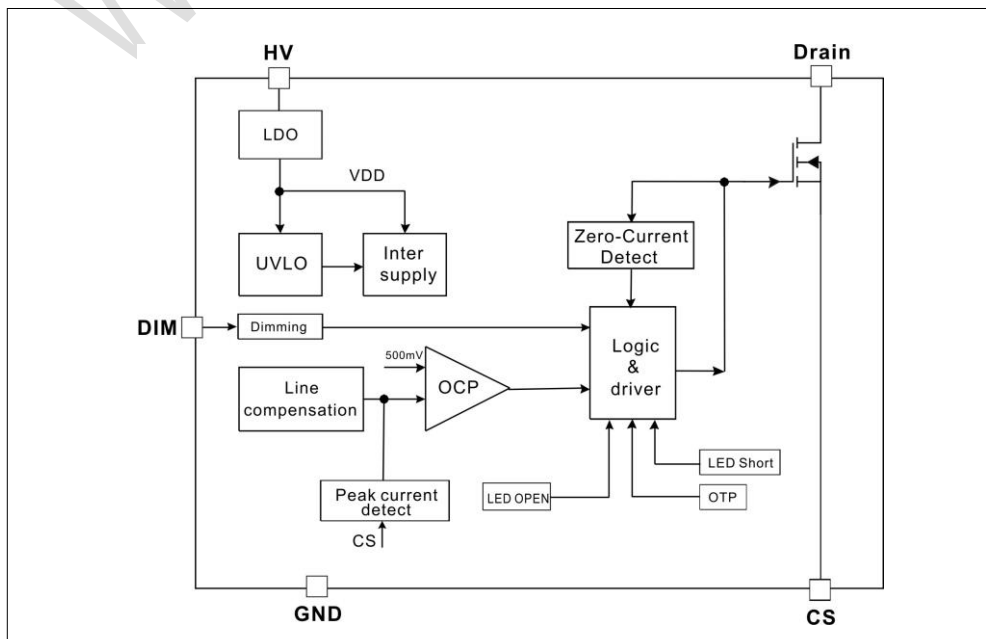 HV
Drain
LDO
VDD
UVLO
Inter
supply
Zero-Current
Detect
DIM
Dimming
500mV
OCP
Logic
&
driver
Line
compensation
LED Short
Peak current
detect
LED OPEN
OTP
CS
GND
CS